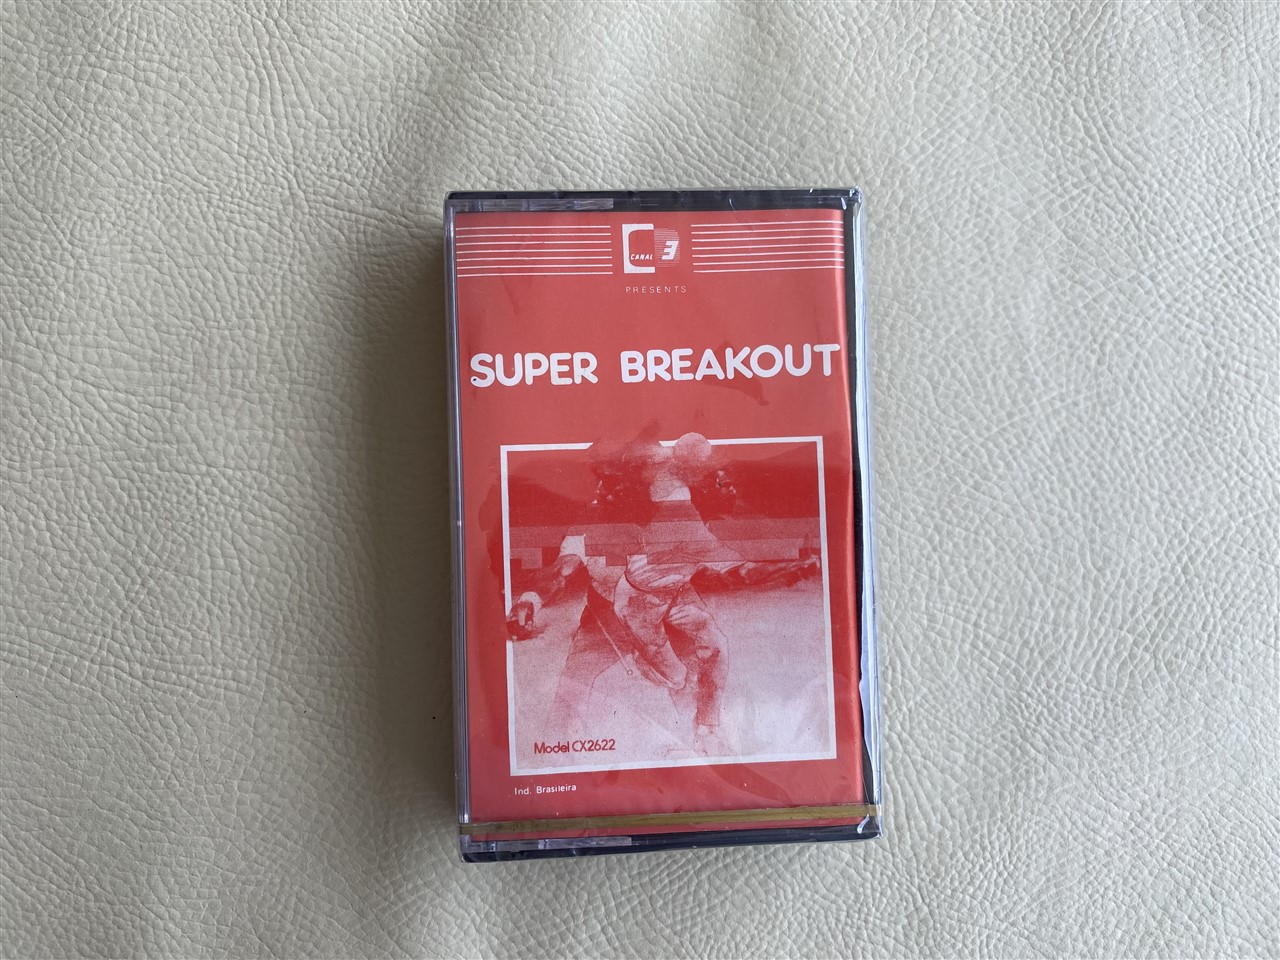 CANAL 3
PRESENTS
SUPER BREAKOUT
Model CX2622
Ind. Brasileira